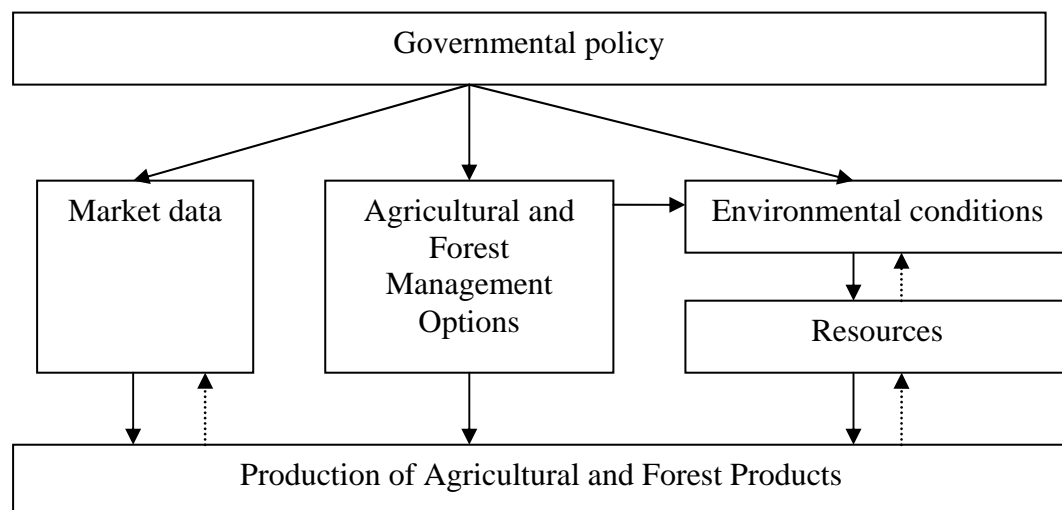 Governmental policy
Market data
Agricultural and
Forest
Management
Options
Environmental conditions
Resources
Production of Agricultural and Forest Products